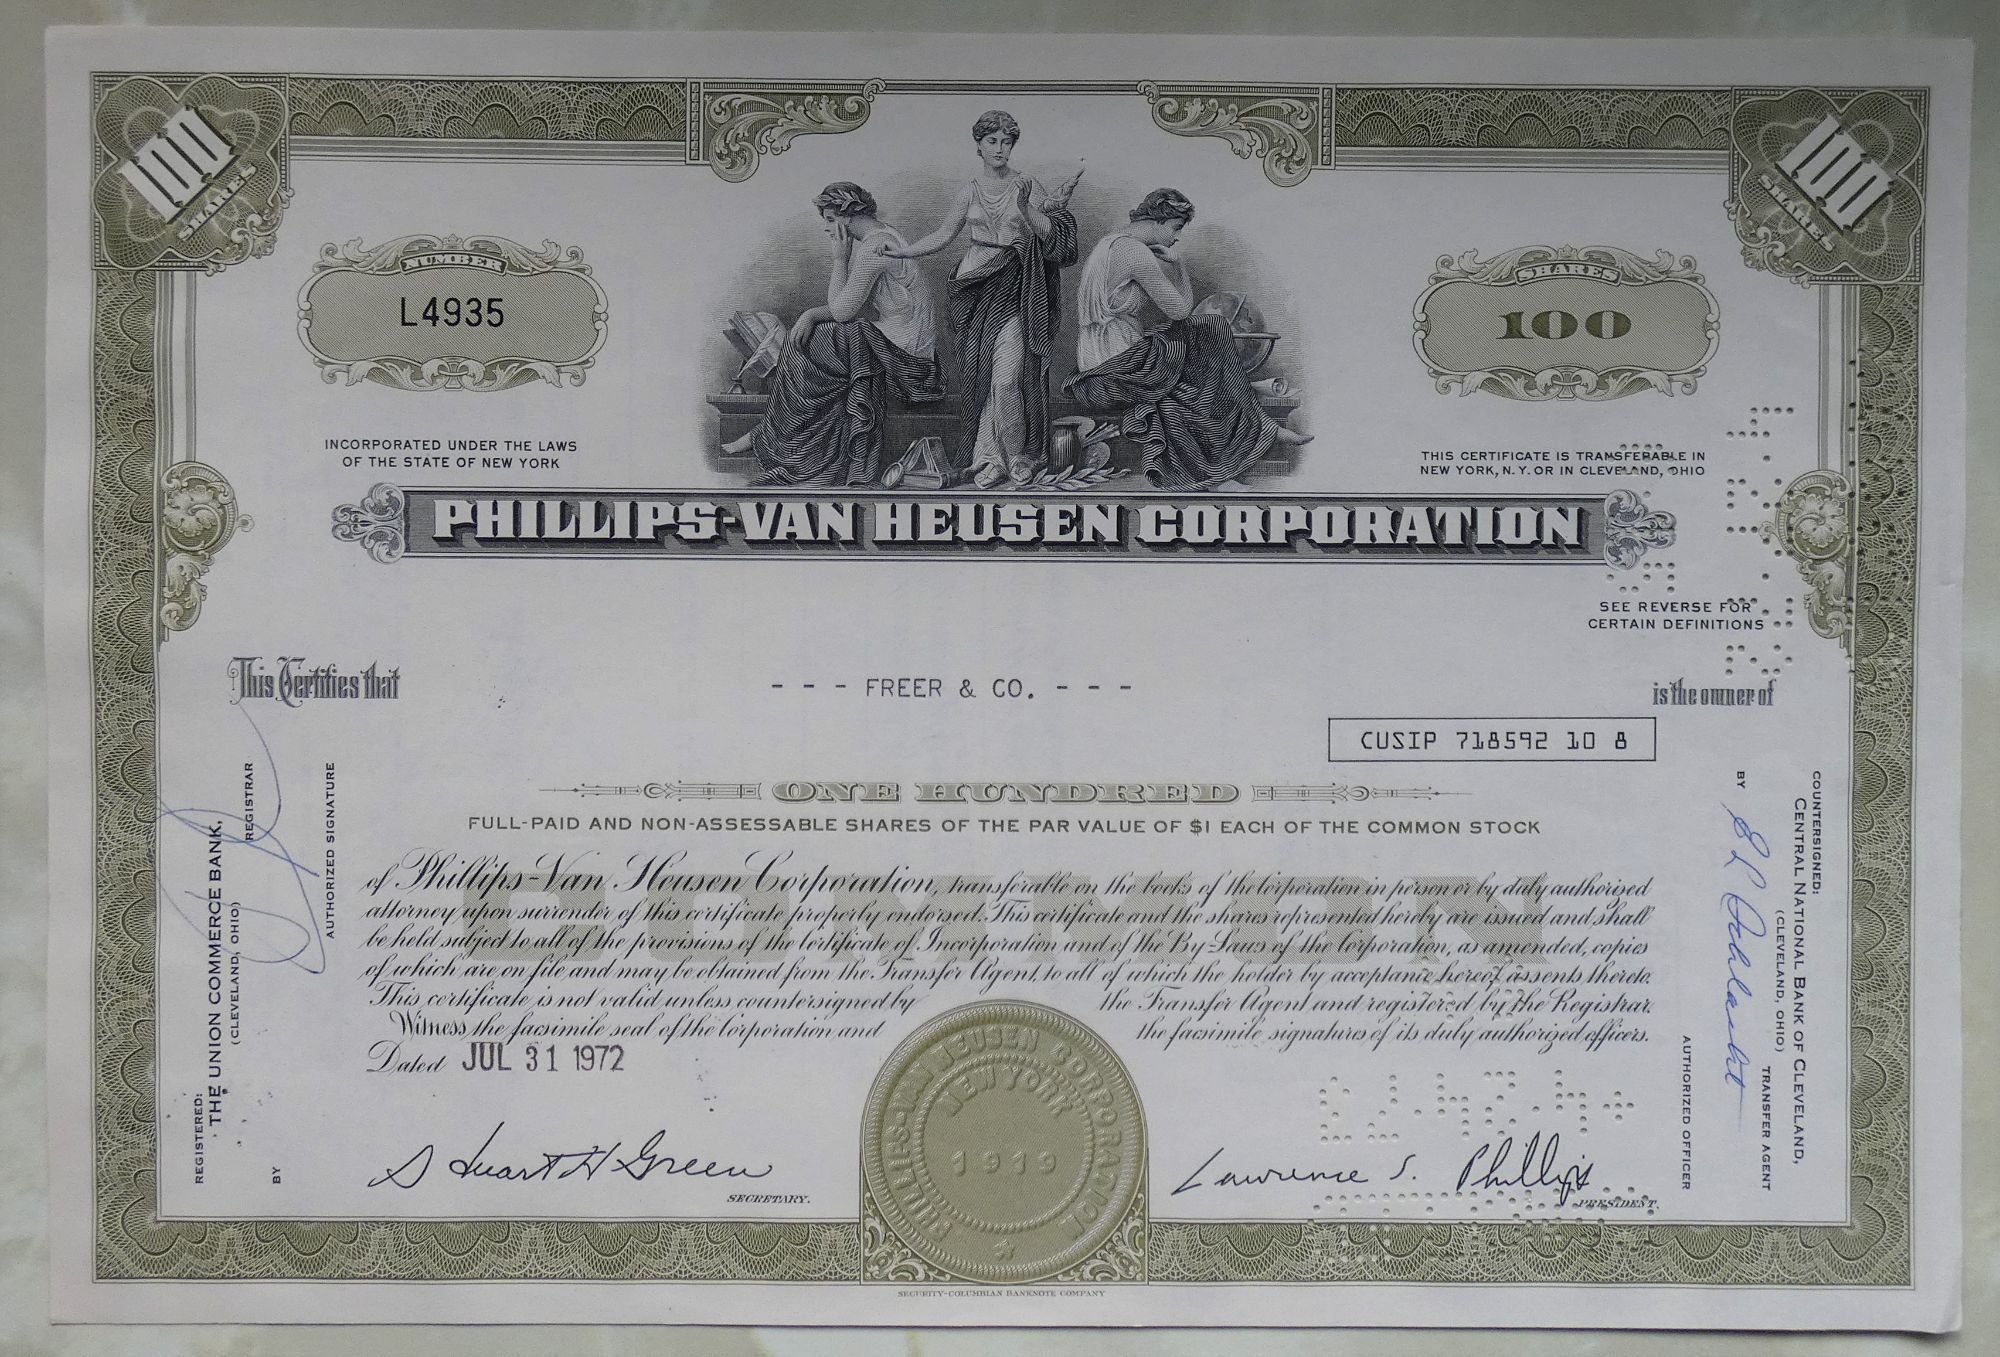 100
SHARES
100
SHARES
NUMBER
L4935
SHARES
100
INCORPORATED UNDER THE LAWS
OF THE STATE OF NEW YORK
THIS CERTIFICATE IS TRANSFERABLE IN
NEW YORK, N.Y. OR IN CLEVELAND, OHIO
PHILLIPS-VAN HEUSEN CORPORATION
SEE REVERSE FOR
CERTAIN DEFINITIONS
This Certifies that
- - - FREER & CO. - - -
is the owner of
CUSIP 718592 10 8
ONE HUNDRED
FULL-PAID AND NON-ASSESSABLE SHARES OF THE PAR VALUE OF $1 EACH OF THE COMMON STOCK
COMMON
of Phillips-Van Heusen Corporation, transferable on the books of the Corporation in person or by duly authorized
attorney upon surrender of this certificate properly endorsed. This certificate and the shares represented hereby are issued and shall
be held subject to all of the provisions of the Certificate of Incorporation and of the By-Laws of the Corporation, as amended, copies
of which are on file and may be obtained from the Transfer Agent, to all of which the holder by acceptance hereof assents thereto.
This certificate is not valid unless countersigned by the Transfer Agent and registered by the Registrar.
Witness the facsimile seal of the Corporation and the facsimile signatures of its duly authorized officers.
Dated JUL 31 1972
Stuart H Green
SECRETARY.
PHILLIPS-VAN HEUSEN CORPORATION
NEW YORK
1919
Lawrence S. Phillips
PRESIDENT.
REGISTERED:
THE UNION COMMERCE BANK,
(CLEVELAND, OHIO)
REGISTRAR
BY
AUTHORIZED SIGNATURE
COUNTERSIGNED:
CENTRAL NATIONAL BANK OF CLEVELAND,
(CLEVELAND, OHIO)
TRANSFER AGENT
BY
AUTHORIZED OFFICER
4.24.73
SECURITY-COLUMBIAN BANKNOTE COMPANY